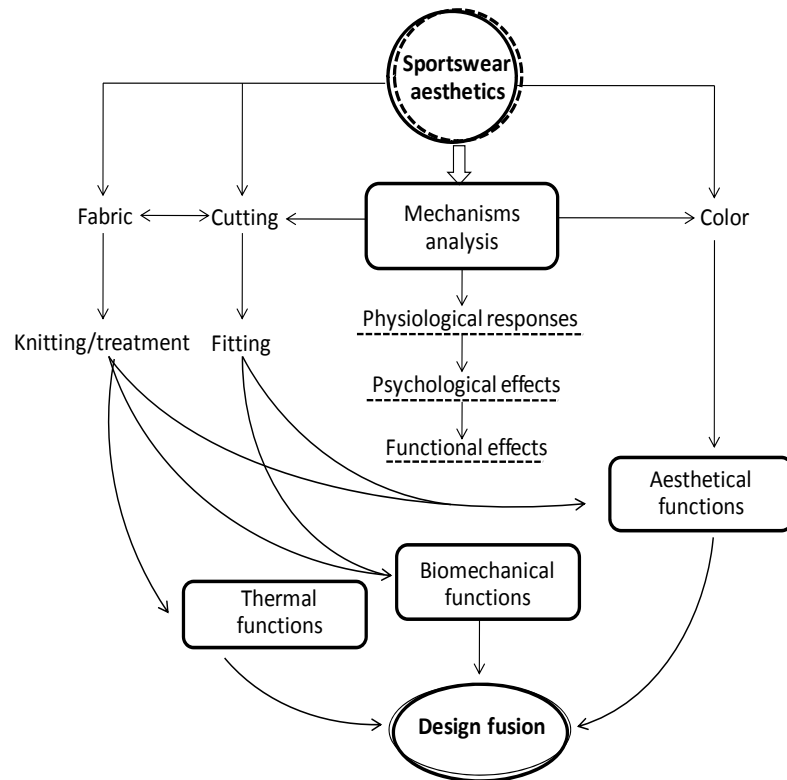 Sportswear
aesthetics
Fabric
Cutting
Mechanisms
analysis
Color
Knitting/treatment
Fitting
Physiological responses
Psychological effects
Functional effects
Aesthetical
functions
Biomechanical
functions
Thermal
functions
Design fusion